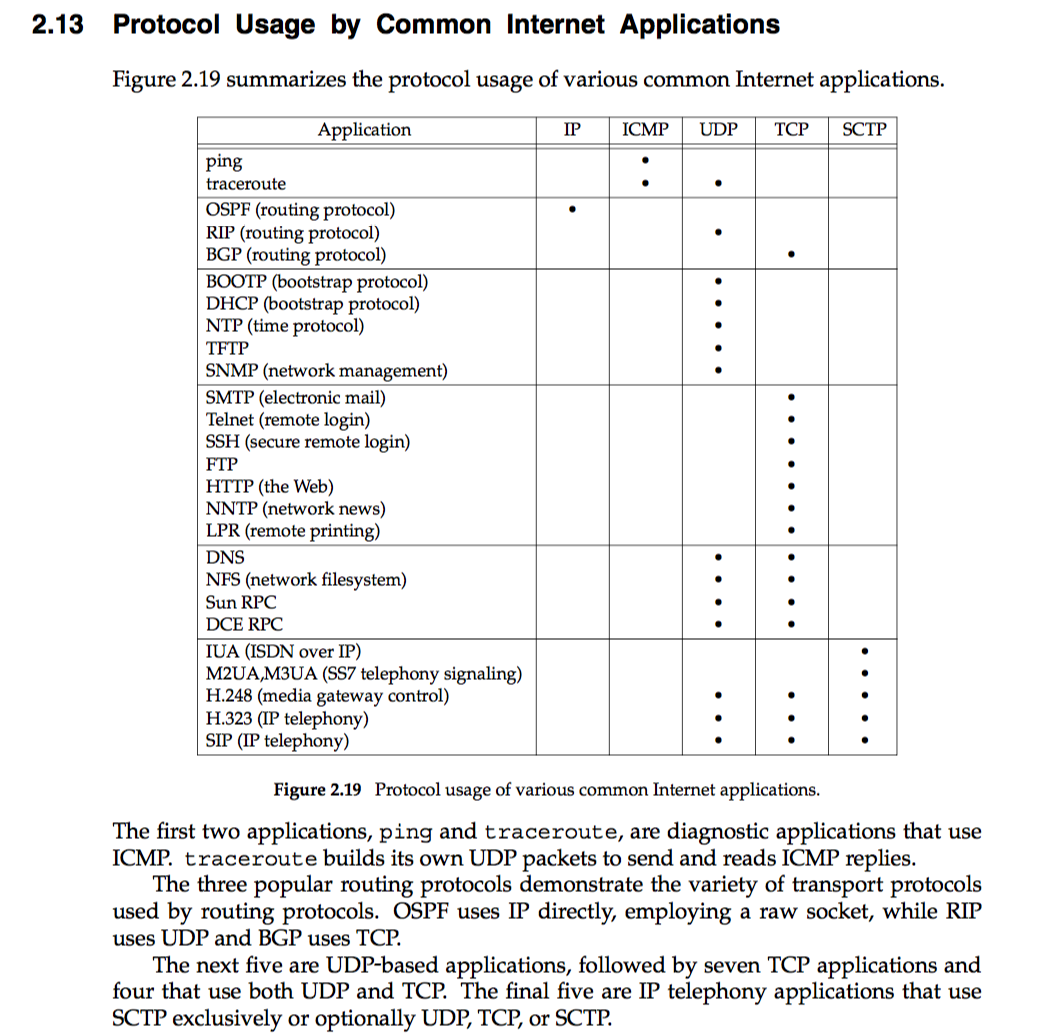 2.13 Protocol Usage by Common Internet Applications
Figure 2.19 summarizes the protocol usage of various common Internet applications.
Application IP ICMP UDP TCP SCTP
ping •
traceroute • •
OSPF (routing protocol) •
RIP (routing protocol) •
BGP (routing protocol) •
BOOTP (bootstrap protocol) •
DHCP (bootstrap protocol) •
NTP (time protocol) •
TFTP •
SNMP (network management) •
SMTP (electronic mail) •
Telnet (remote login) •
SSH (secure remote login) •
FTP •
HTTP (the Web) •
NNTP (network news) •
LPR (remote printing) •
DNS • •
NFS (network filesystem) • •
Sun RPC • •
DCE RPC • •
IUA (ISDN over IP) •
M2UA,M3UA (SS7 telephony signaling) •
H.248 (media gateway control) • • •
H.323 (IP telephony) • • •
SIP (IP telephony) • • •
Figure 2.19 Protocol usage of various common Internet applications.
The first two applications, ping and traceroute, are diagnostic applications that use
ICMP. traceroute builds its own UDP packets to send and reads ICMP replies.
The three popular routing protocols demonstrate the variety of transport protocols
used by routing protocols. OSPF uses IP directly, employing a raw socket, while RIP
uses UDP and BGP uses TCP.
The next five are UDP-based applications, followed by seven TCP applications and
four that use both UDP and TCP. The final five are IP telephony applications that use
SCTP exclusively or optionally UDP, TCP, or SCTP.